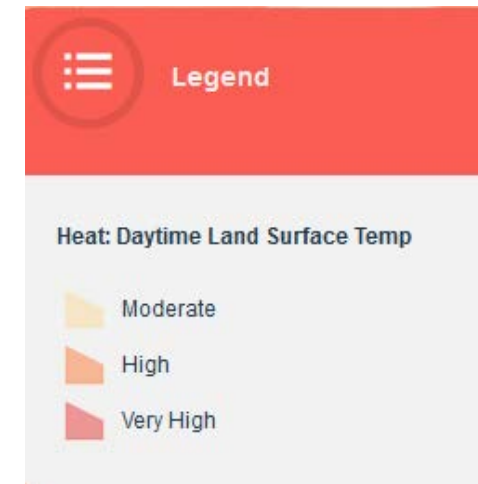 Legend
Heat: Daytime Land Surface Temp
Moderate
High
Very High